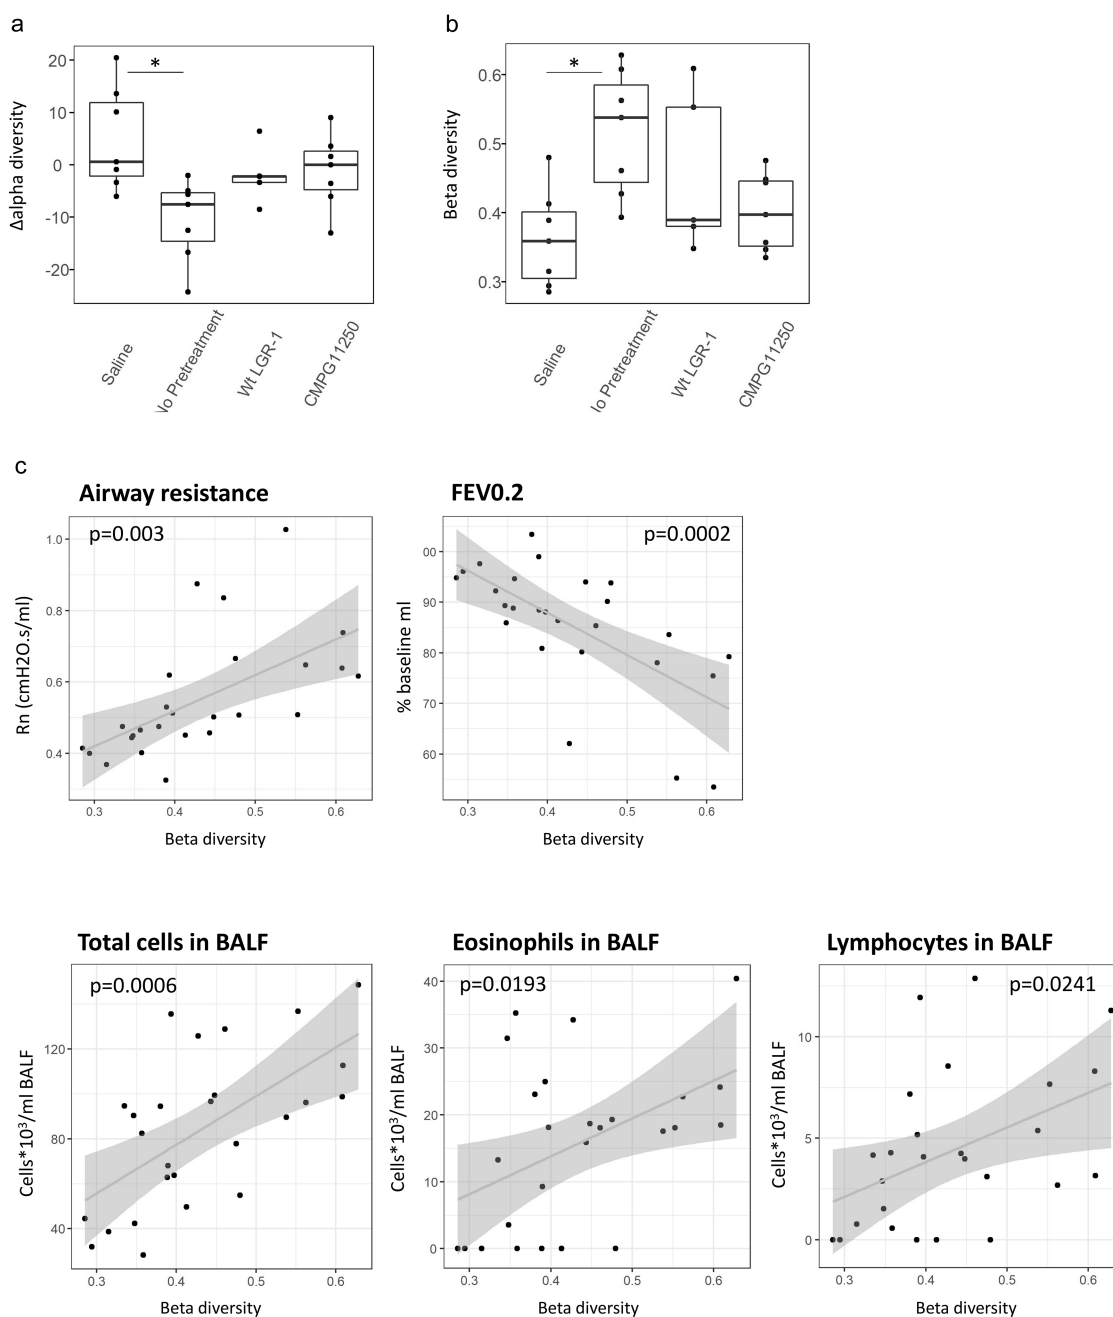 a
b
Δalpha diversity
20
10
0
-10
-20
*
Saline
No Pretreatment
Wt LGR-1
CMPG11250
Beta diversity
0.6
0.5
0.4
0.3
*
Saline
lo Pretreatment
Wt LGR-1
CMPG11250
c
Airway resistance
p=0.003
Rn (cmH2O.s/ml)
1.0
0.8
0.6
0.4
0.3 0.4 0.5 0.6
Beta diversity
FEV0.2
p=0.0002
% baseline ml
00
90
80
70
60
0.3 0.4 0.5 0.6
Beta diversity
Total cells in BALF
p=0.0006
Cells*10³/ml BALF
120
80
40
0.3 0.4 0.5 0.6
Beta diversity
Eosinophils in BALF
p=0.0193
Cells*10³/ml BALF
40
30
20
10
0
0.3 0.4 0.5 0.6
Beta diversity
Lymphocytes in BALF
p=0.0241
Cells*10³/ml BALF
10
5
0
0.3 0.4 0.5 0.6
Beta diversity